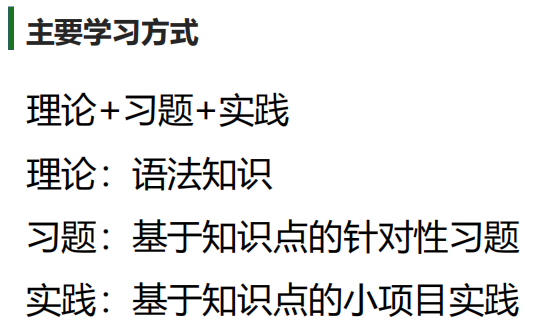 主要学习方式
理论+习题+实践
理论：语法知识
习题：基于知识点的针对性习题
实践：基于知识点的小项目实践